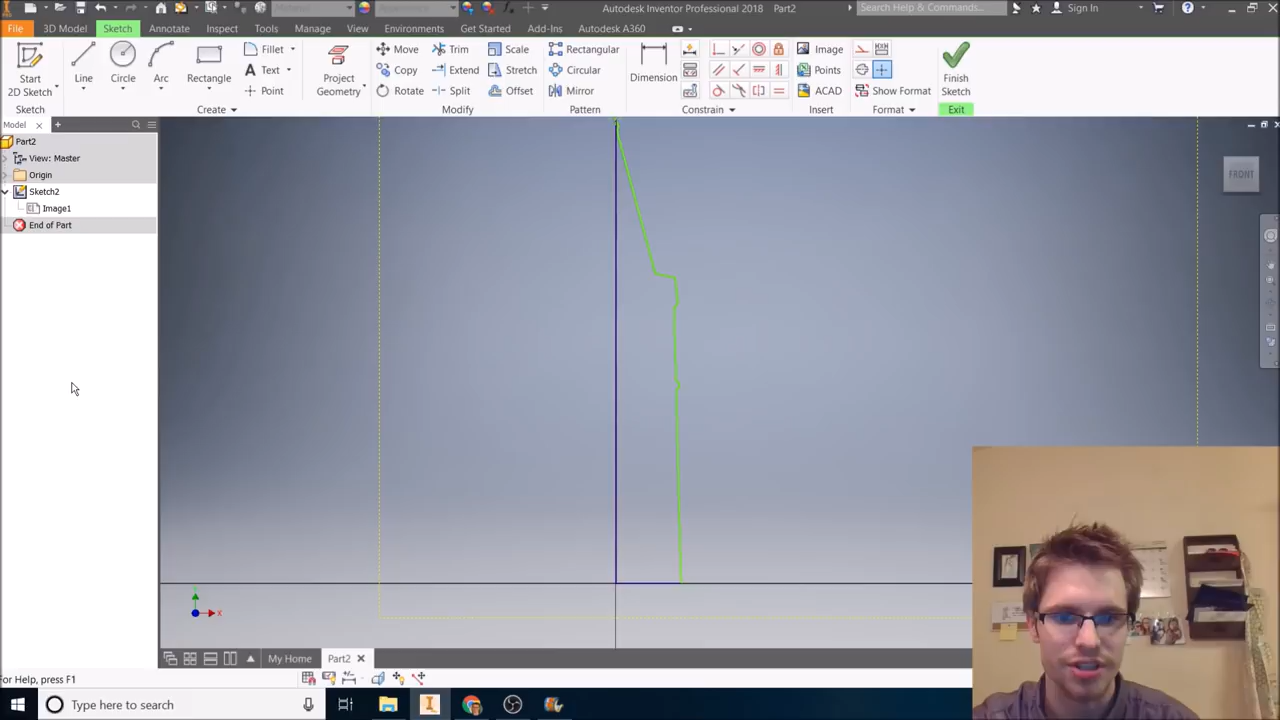 Material
Appearance
Autodesk Inventor Professional 2018 Part2
Search Help & Commands...
Sign In
File 3D Model Sketch Annotate Inspect Tools Manage View Environments Get Started Add-Ins Autodesk A360
Start
2D Sketch
Line
Circle
Arc
Rectangle
Fillet
Text
Point
Project
Geometry
Move Trim Scale
Copy Extend Stretch
Rotate Split Offset
Rectangular
Circular
Mirror
Dimension
Image
Points
ACAD
Show Format
Finish
Sketch
Sketch
Create
Modify
Pattern
Constrain
Insert
Format
Exit
Model
Part2
View: Master
Origin
Sketch2
Image1
End of Part
FRONT
x
My Home
Part2
For Help, press F1
Type here to search